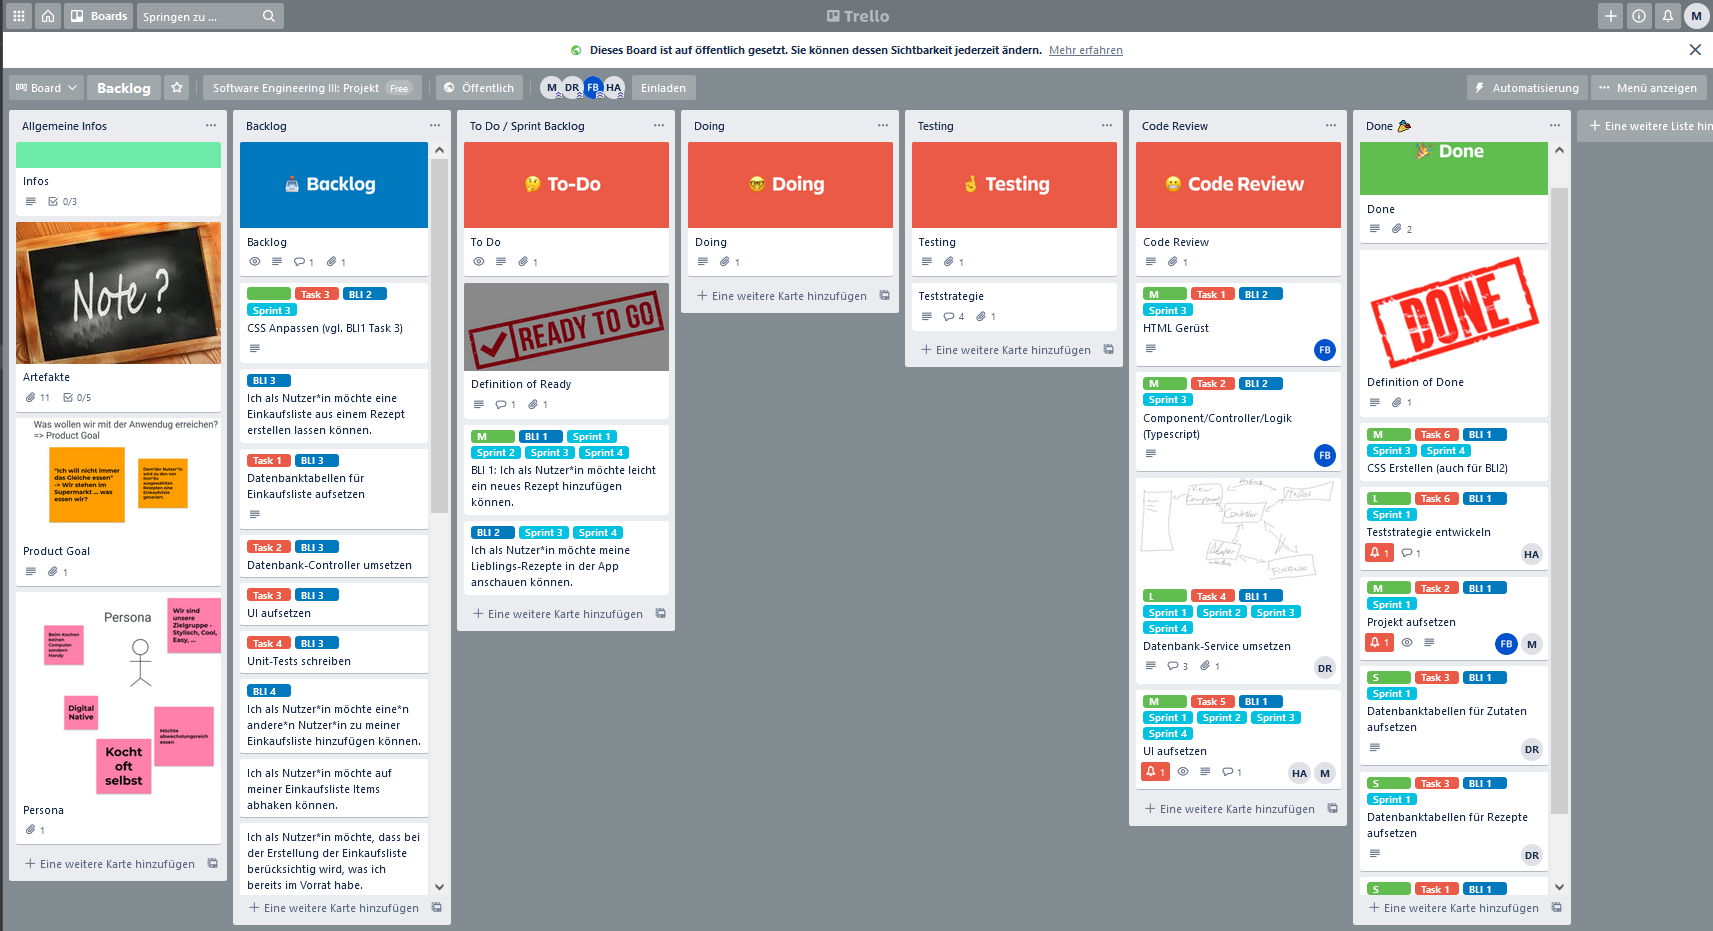 Boards
Springen zu ...
Trello
M
Dieses Board ist auf öffentlich gesetzt. Sie können dessen Sichtbarkeit jederzeit ändern. Mehr erfahren
Board
Backlog
Software Engineering III: Projekt Free
Öffentlich
M DR FB HA
Einladen
Automatisierung
Menü anzeigen
Allgemeine Infos
Infos
0/3
Note ?
Artefakte
11 0/5
Was wollen wir mit der Anwendug erreichen?
=> Product Goal
"Ich will nicht immer
das Gleiche essen"
-> Wir stehen im
Supermarkt ... was
essen wir?
Product Goal
1
Persona
Wir sind
unsere
Zielgruppe -
Stylisch, Cool,
Easy, ...
Beim Kochen
keinen
Computer
sondern
Handy
Digital
Native
Möchte
abwechslungsreich
essen
Kocht
oft
selbst
Persona
1
Eine weitere Karte hinzufügen
Backlog
Backlog
Backlog
1 1
Task 3 BLI 2
Sprint 3
CSS Anpassen (vgl. BLI1 Task 3)
BLI 3
Ich als Nutzer*in möchte eine
Einkaufsliste aus einem Rezept
erstellen lassen können.
Task 1 BLI 3
Datenbanktabellen für
Einkaufsliste aufsetzen
Task 2 BLI 3
Datenbank-Controller umsetzen
Task 3 BLI 3
UI aufsetzen
Task 4 BLI 3
Unit-Tests schreiben
BLI 4
Ich als Nutzer*in möchte eine*n
andere*n Nutzer*in zu meiner
Einkaufsliste hinzufügen können.
Ich als Nutzer*in möchte auf
meiner Einkaufsliste Items
abhaken können.
Ich als Nutzer*in möchte, dass bei
der Erstellung der Einkaufsliste
berücksichtig wird, was ich
bereits im Vorrat habe.
Eine weitere Karte hinzufügen
To Do / Sprint Backlog
To-Do
To Do
1
READY TO GO
Definition of Ready
1 1
M BLI 1 Sprint 1
Sprint 2 Sprint 3 Sprint 4
BLI 1: Ich als Nutzer*in möchte leicht
ein neues Rezept hinzufügen
können.
BLI 2 Sprint 3 Sprint 4
Ich als Nutzer*in möchte meine
Lieblings-Rezepte in der App
anschauen können.
Eine weitere Karte hinzufügen
Doing
Doing
Doing
1
Eine weitere Karte hinzufügen
Testing
Testing
Testing
1
Teststrategie
4 1
Eine weitere Karte hinzufügen
Code Review
Code Review
Code Review
1
M Task 1 BLI 2
Sprint 3
HTML Gerüst
FB
M Task 2 BLI 2
Sprint 3
Component/Controller/Logik
(Typescript)
FB
View
Component
Controller
L Task 4 BLI 1
Sprint 1 Sprint 2 Sprint 3
Sprint 4
Datenbank-Service umsetzen
3 1
DR
M Task 5 BLI 1
Sprint 1 Sprint 2 Sprint 3
Sprint 4
UI aufsetzen
1 1
HA M
Eine weitere Karte hinzufügen
Done
Done
Done
2
DONE
Definition of Done
1
M Task 6 BLI 1
Sprint 3 Sprint 4
CSS Erstellen (auch für BLI2)
L Task 6 BLI 1
Sprint 1
Teststrategie entwickeln
1 1
HA
M Task 2 BLI 1
Sprint 1
Projekt aufsetzen
1
FB M
S Task 3 BLI 1
Sprint 1
Datenbanktabellen für Zutaten
aufsetzen
DR
S Task 3 BLI 1
Sprint 1
Datenbanktabellen für Rezepte
aufsetzen
DR
S Task 1 BLI 1
Eine weitere Karte hinzufügen
Eine weitere Liste hin